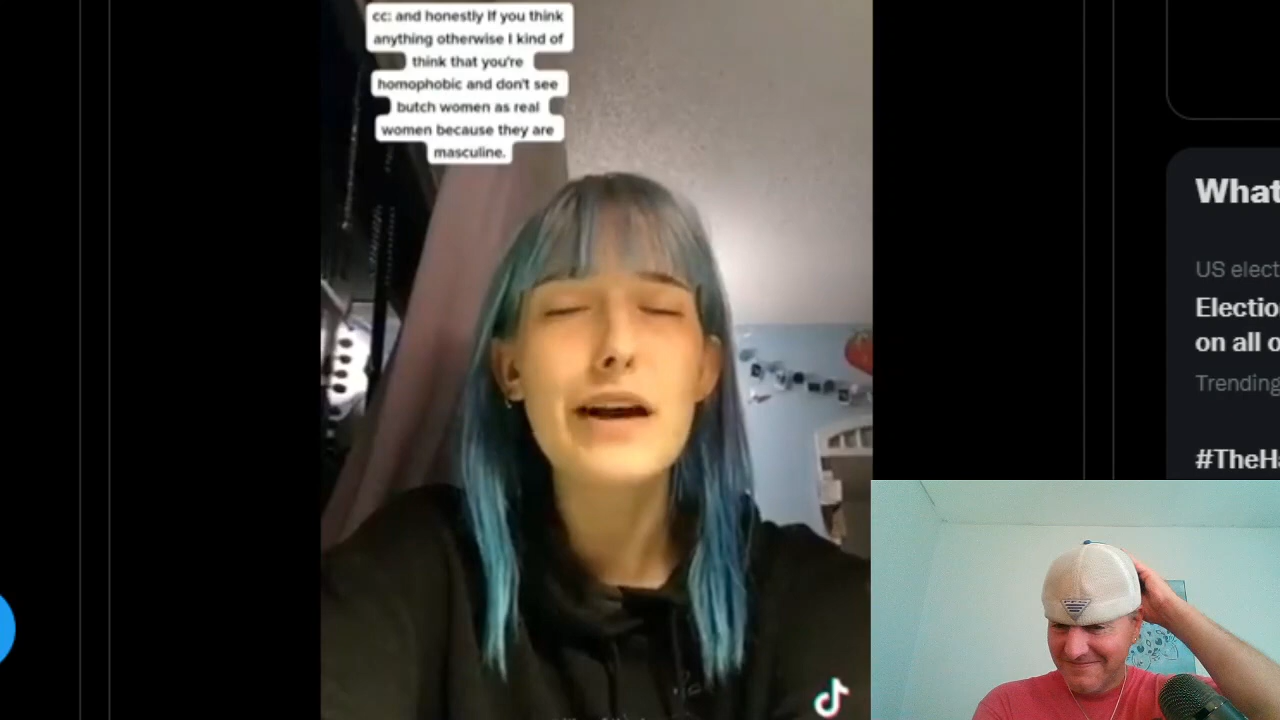 cc: and honestly If you think
anything otherwise I kind of
think that you're
homophobic and don't see
butch women as real
women because they are
masculine.
What
US elect
Electio
on all o
Trending
#TheHa